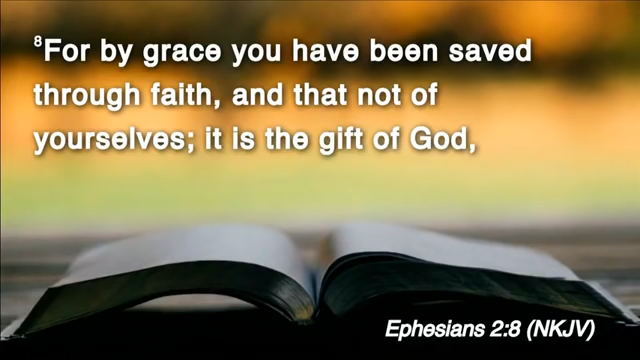 ⁸For by grace you have been saved
through faith, and that not of
yourselves; it is the gift of God,
Ephesians 2:8 (NKJV)